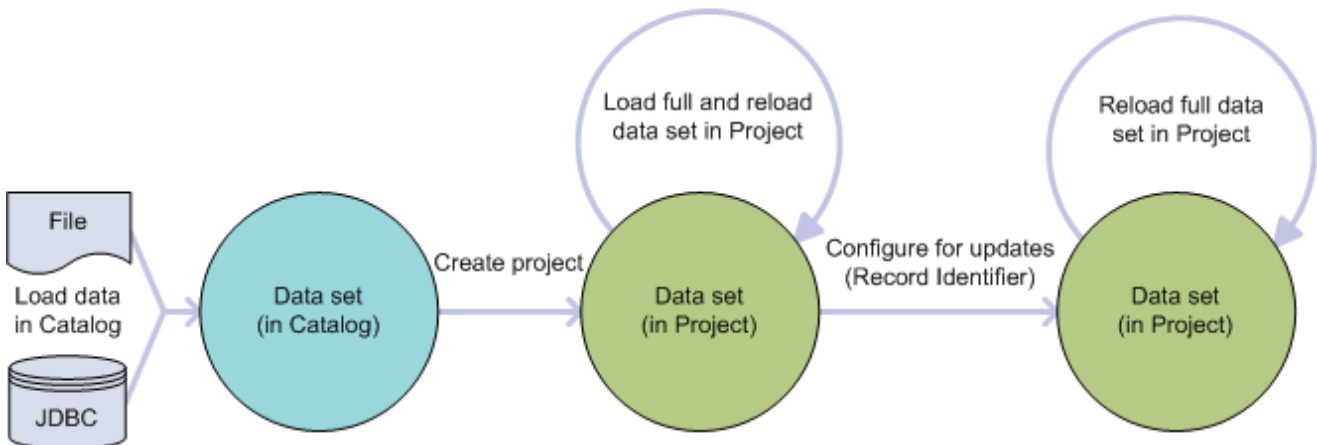 Load full and reload
data set in Project
Reload full data
set in Project
File
Load data
in Catalog
JDBC
Data set
(in Catalog)
Create project
Data set
(in Project)
Configure for updates
(Record Identifier)
Data set
(in Project)